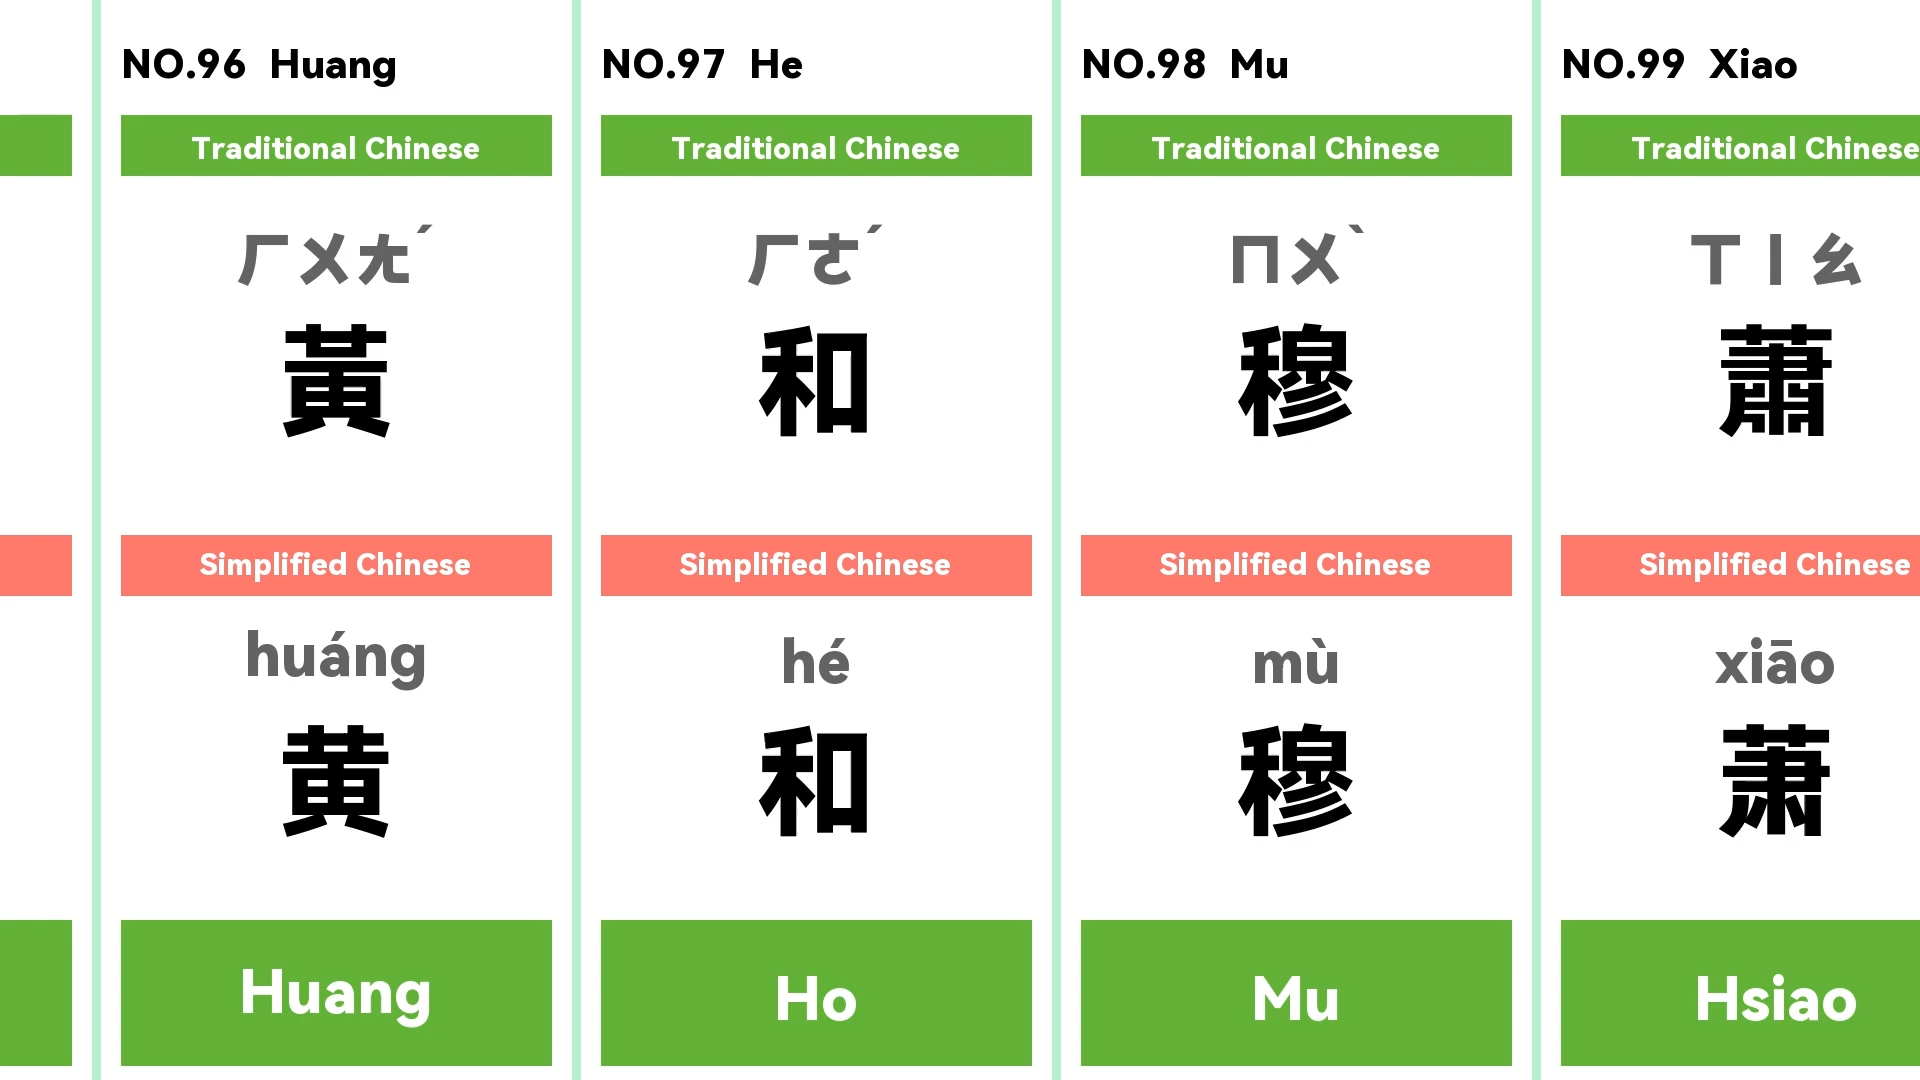 NO.96 Huang
Traditional Chinese
ㄏㄨㄤˊ
黃
Simplified Chinese
huáng
黄
Huang
NO.97 He
Traditional Chinese
ㄏㄜˊ
和
Simplified Chinese
hé
和
Ho
NO.98 Mu
Traditional Chinese
ㄇㄨˋ
穆
Simplified Chinese
mù
穆
Mu
NO.99 Xiao
Traditional Chinese
ㄒㄧㄠ
蕭
Simplified Chinese
xiāo
萧
Hsiao